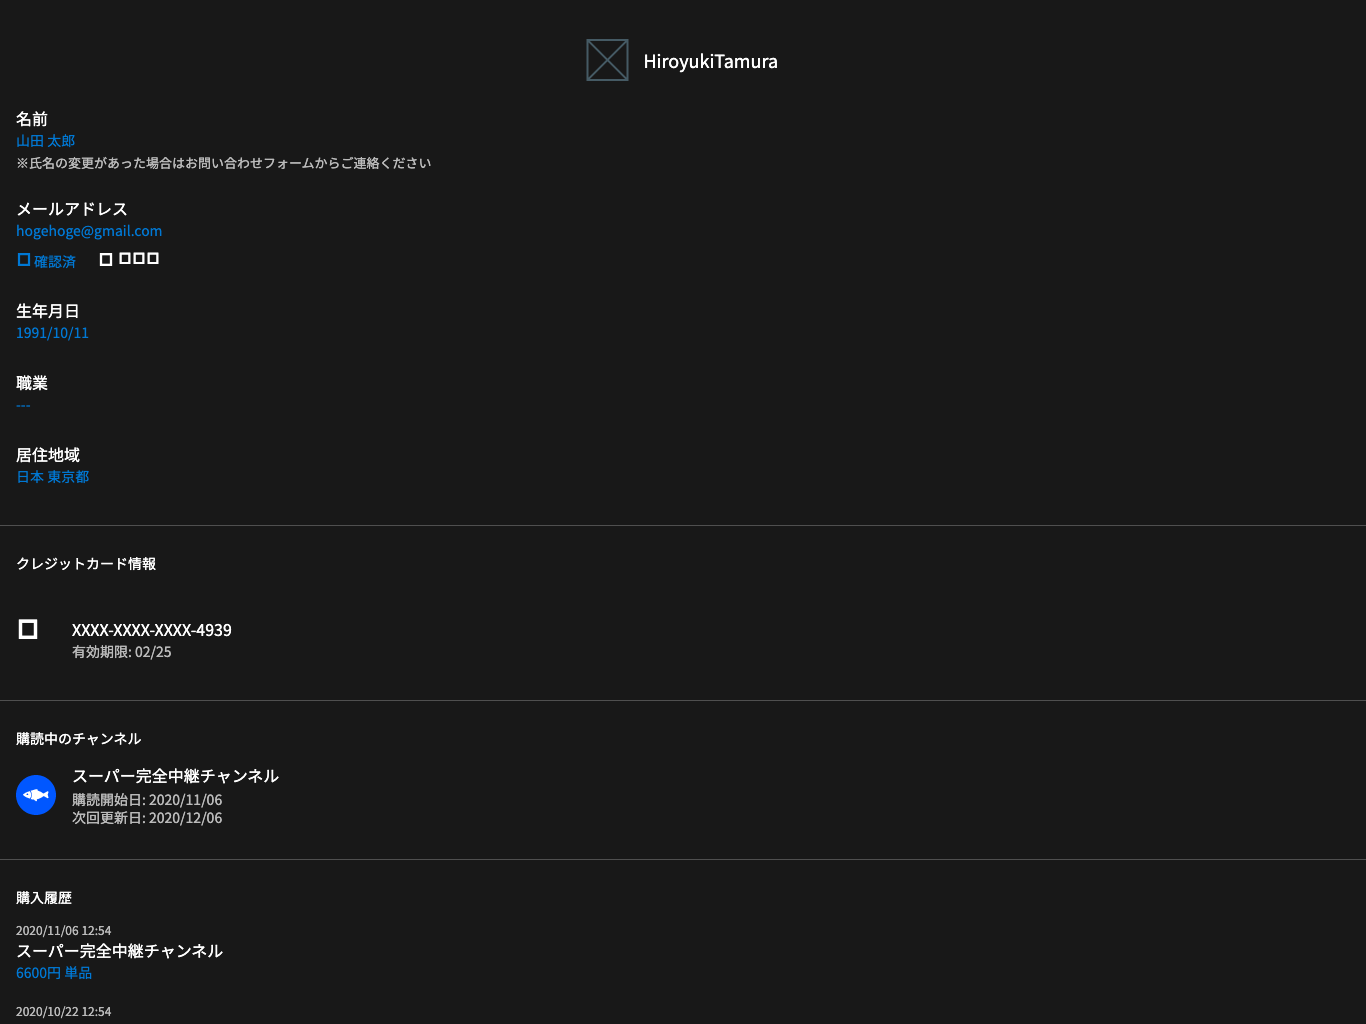 HiroyukiTamura
名前
山田 太郎
※氏名の変更があった場合はお問い合わせフォームからご連絡ください
メールアドレス
hogehoge@gmail.com
確認済
生年月日
1991/10/11
職業
---
居住地域
日本 東京都
クレジットカード情報
XXXX-XXXX-XXXX-4939
有効期限: 02/25
購読中のチャンネル
スーパー完全中継チャンネル
購読開始日: 2020/11/06
次回更新日: 2020/12/06
購入履歴
2020/11/06 12:54
スーパー完全中継チャンネル
6600円 単品
2020/10/22 12:54